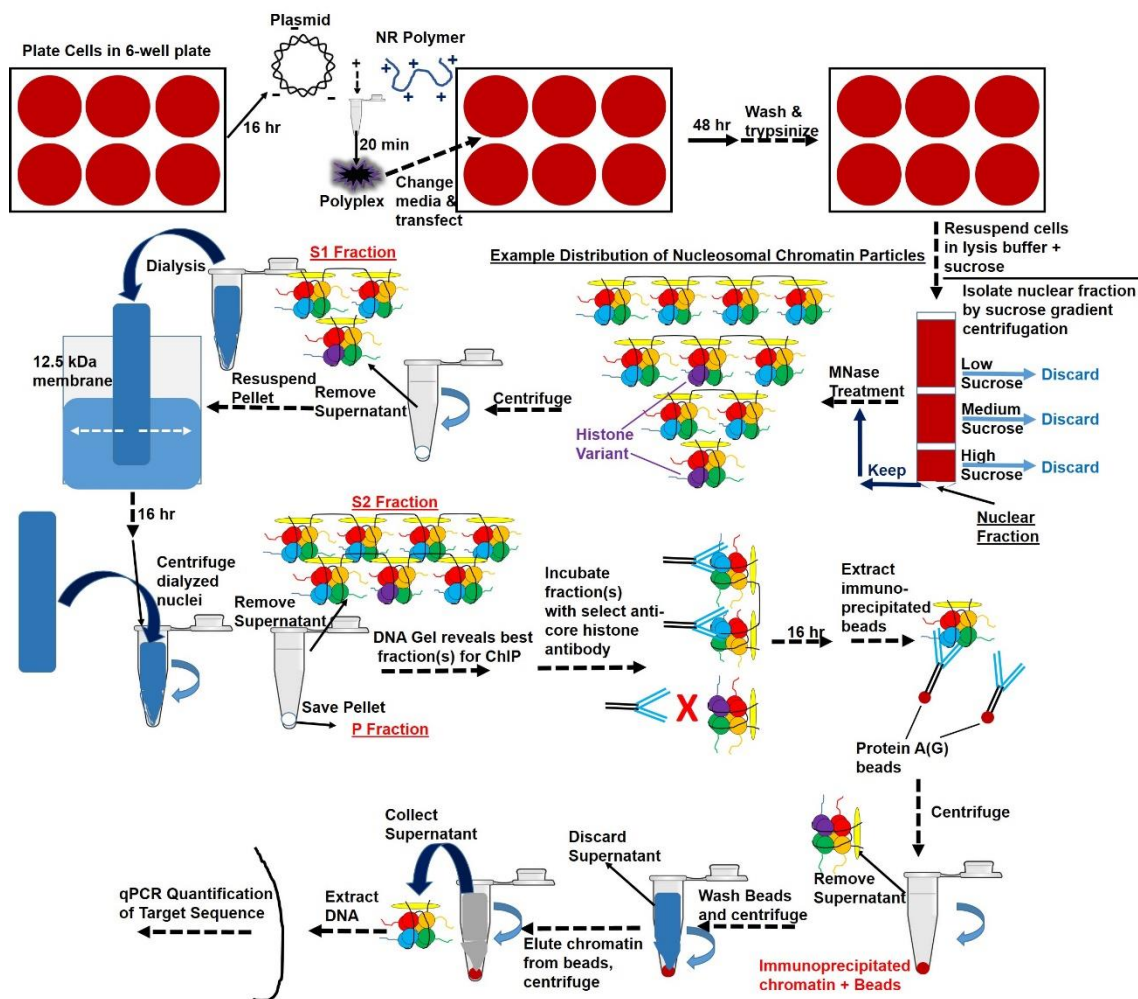 Plasmid
Plate Cells in 6-well plate
NR Polymer
-
-
-
+
+
+
+
+
16 hr
20 min
Polyplex
Change
media &
transfect
48 hr
Wash &
trypsinize
Resuspend cells
in lysis buffer +
sucrose
Isolate nuclear fraction
by sucrose gradient
centrifugation
Low
Sucrose
Discard
Medium
Sucrose
Discard
High
Sucrose
Discard
Keep
Nuclear
Fraction
MNase
Treatment
Example Distribution of Nucleosomal Chromatin Particles
Histone
Variant
Centrifuge
S1 Fraction
Remove
Supernatant
Resuspend
Pellet
Dialysis
12.5 kDa
membrane
16 hr
Centrifuge
dialyzed
nuclei
Remove
Supernatant
S2 Fraction
Save Pellet
P Fraction
DNA Gel reveals best
fraction(s) for ChIP
Incubate
fraction(s)
with select anti-
core histone
antibody
X
16 hr
Extract
immuno-
precipitated
beads
Protein A(G)
beads
Centrifuge
Remove
Supernatant
Immunoprecipitated
chromatin + Beads
Wash Beads
and centrifuge
Discard
Supernatant
Elute chromatin
from beads,
centrifuge
Collect
Supernatant
Extract
DNA
qPCR Quantification
of Target Sequence